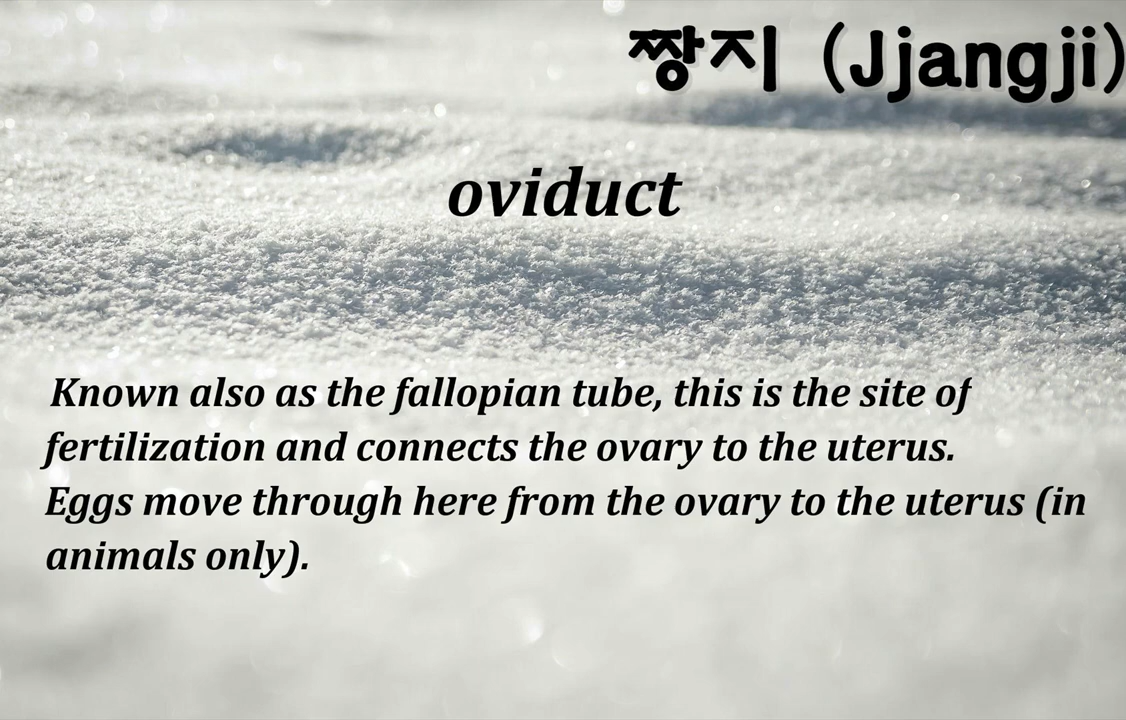 짱지 (Jjangji)
oviduct
Known also as the fallopian tube, this is the site of
fertilization and connects the ovary to the uterus.
Eggs move through here from the ovary to the uterus (in
animals only).